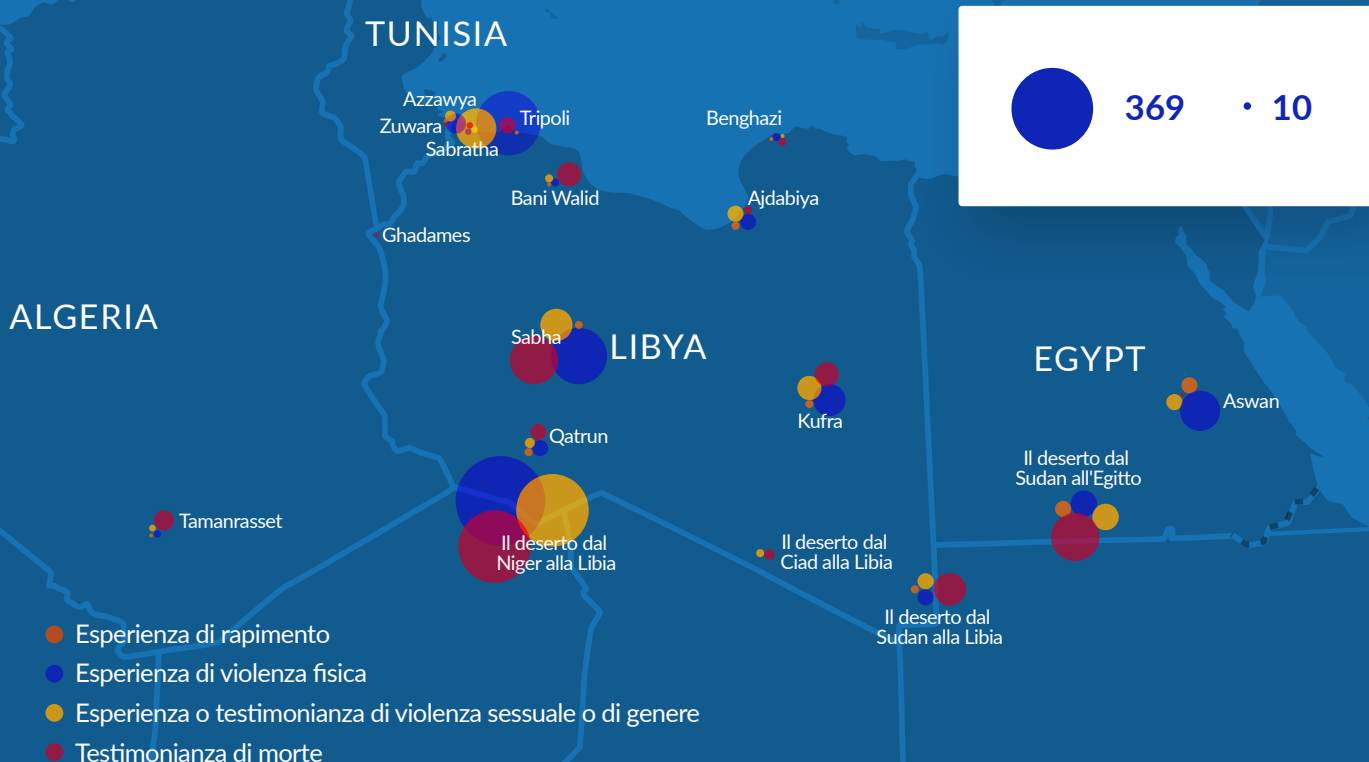 TUNISIA
369
10
Azzawya
Zuwara
Tripoli
Sabratha
Benghazi
Bani Walid
Ajdabiya
Ghadames
ALGERIA
Sabha
LIBYA
EGYPT
Kufra
Aswan
Qatrun
Il deserto dal
Sudan all'Egitto
Tamanrasset
Il deserto dal
Niger alla Libia
Il deserto dal
Ciad alla Libia
Il deserto dal
Sudan alla Libia
Esperienza di rapimento
Esperienza di violenza fisica
Esperienza o testimonianza di violenza sessuale o di genere
Testimonianza di morte